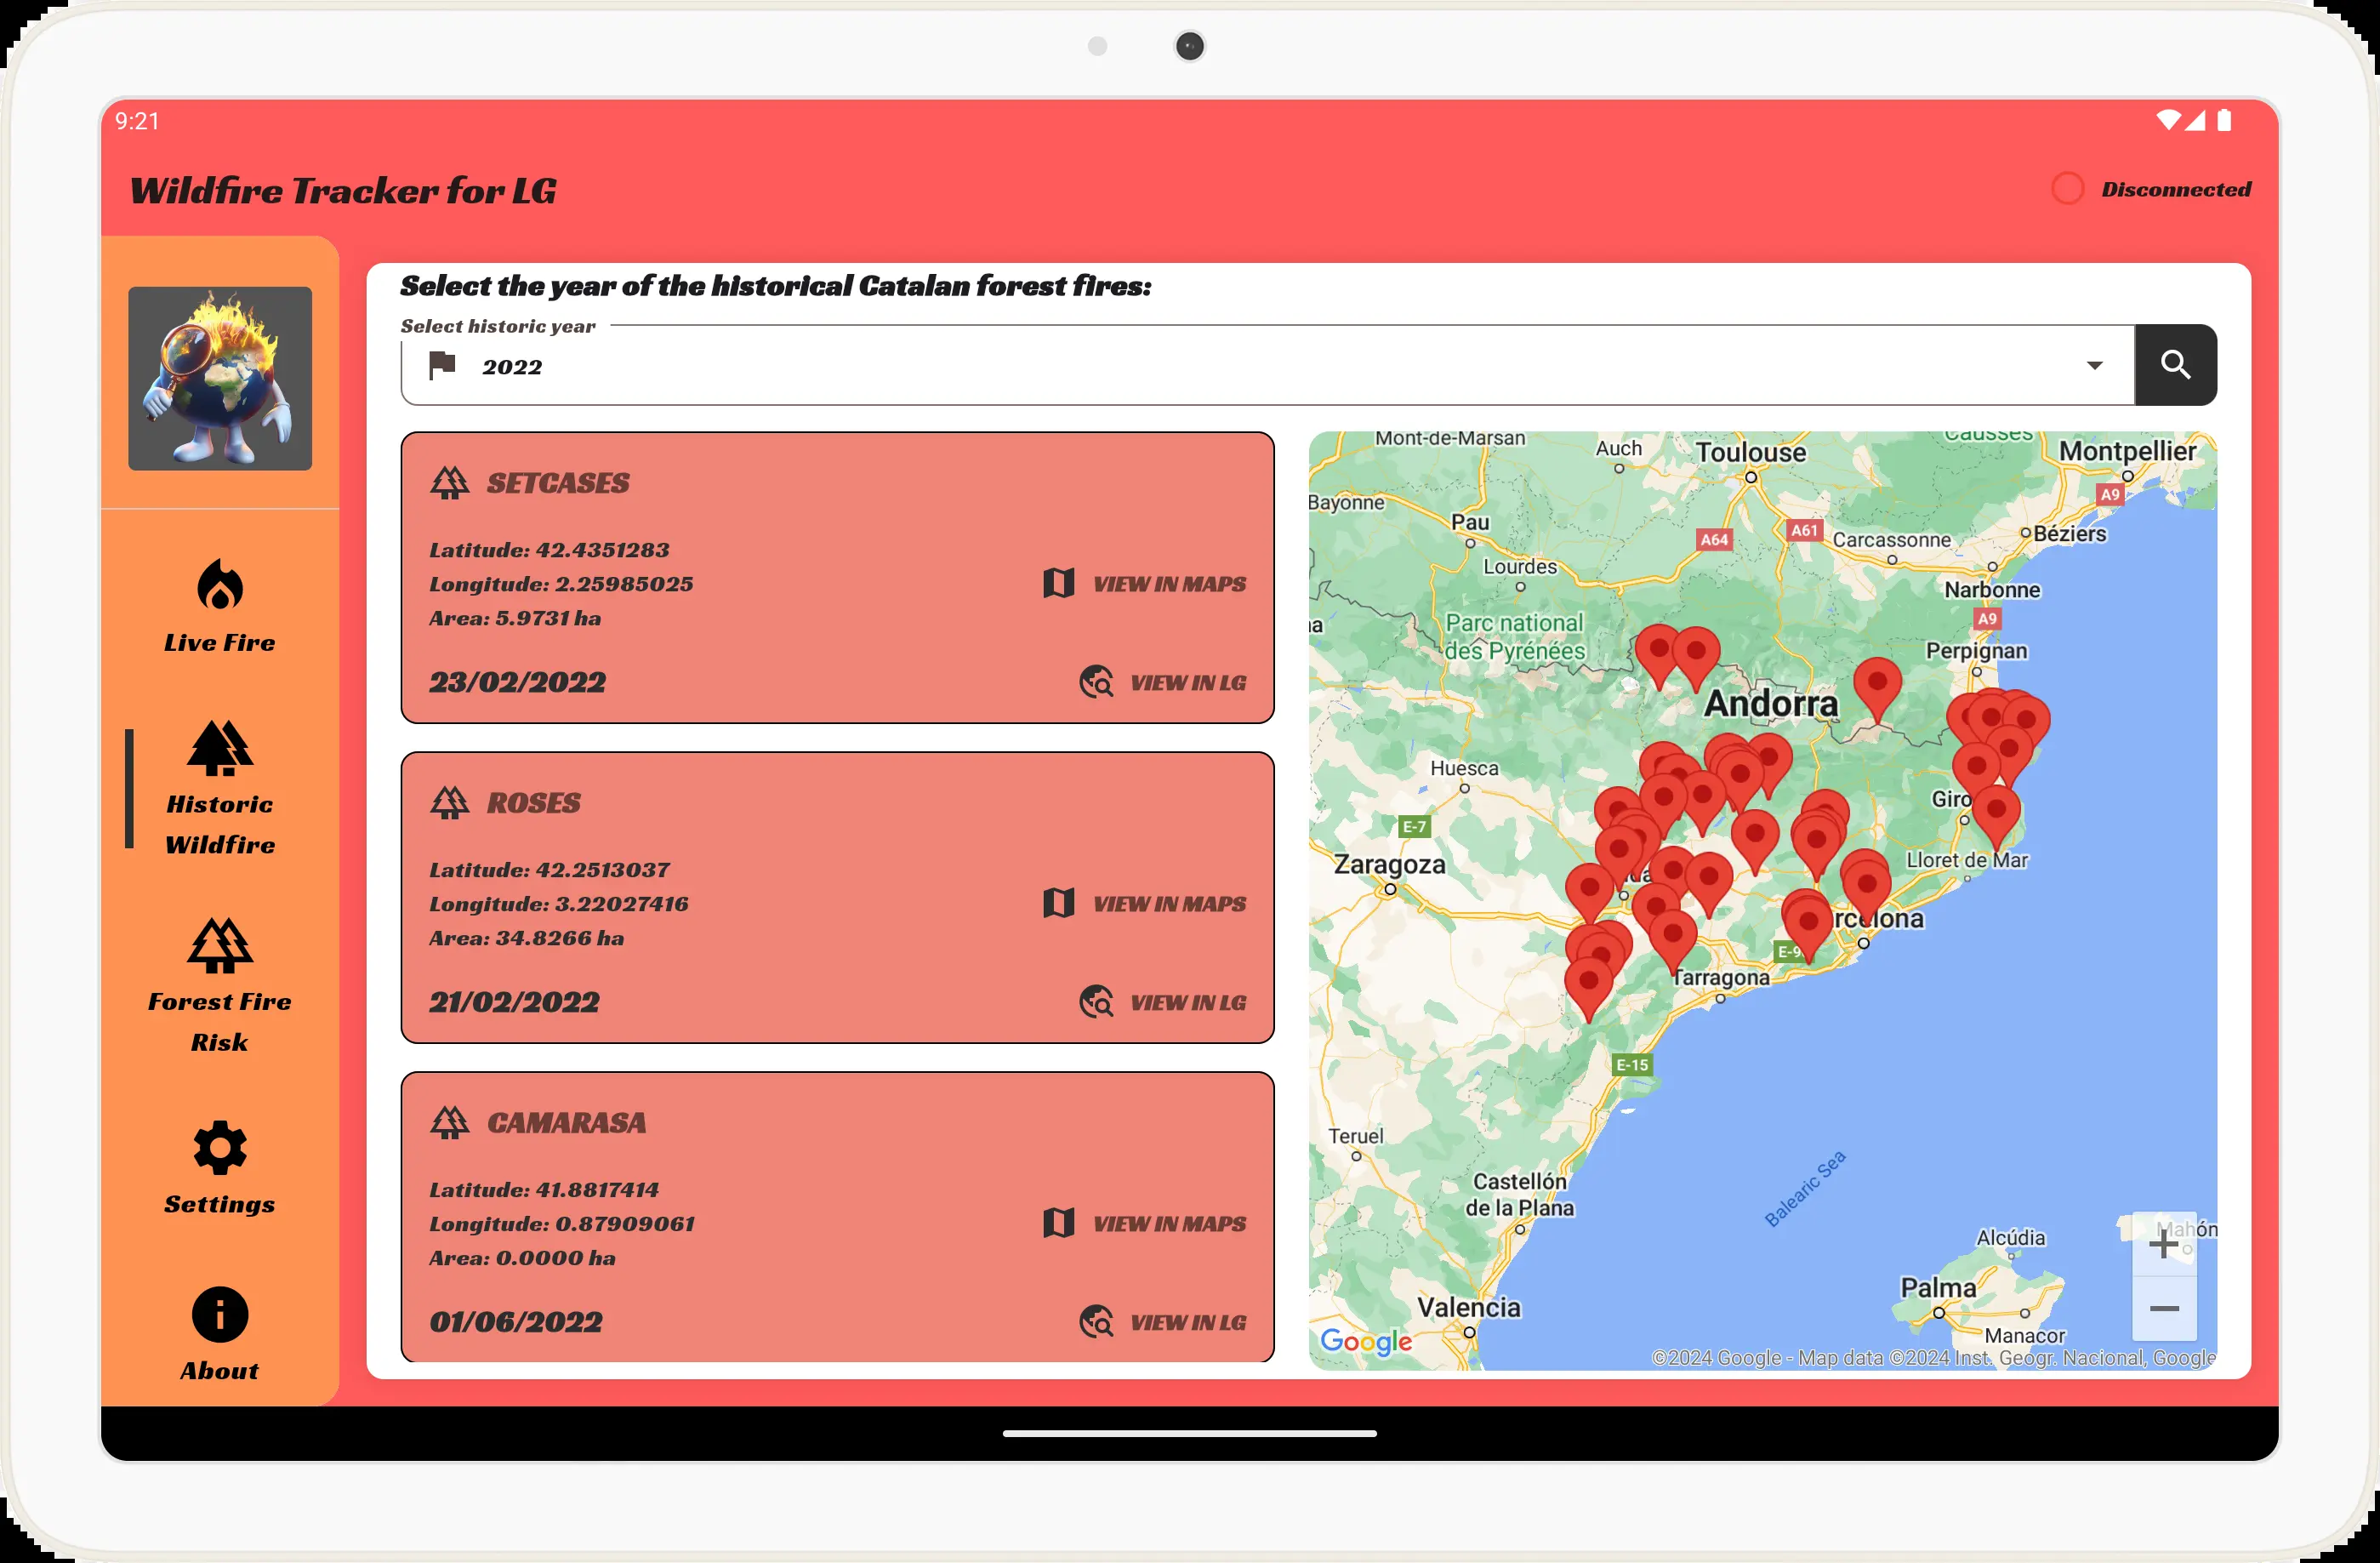 9:21
Wildfire Tracker for LG
Disconnected
Live Fire
Historic
Wildfire
Forest Fire
Risk
Settings
About
Select the year of the historical Catalan forest fires:
Select historic year
2022
SETCASES
Latitude: 42.4351283
Longitude: 2.25985025
Area: 5.9731 ha
VIEW IN MAPS
23/02/2022
VIEW IN LG
ROSES
Latitude: 42.2513037
Longitude: 3.22027416
Area: 34.8266 ha
VIEW IN MAPS
21/02/2022
VIEW IN LG
CAMARASA
Latitude: 41.8817414
Longitude: 0.87909061
Area: 0.0000 ha
VIEW IN MAPS
01/06/2022
VIEW IN LG
Mont-de-Marsan
Auch
Toulouse
Causses
Montpellier
A9
Bayonne
Pau
A64
A61
Carcassonne
Béziers
Lourdes
Narbonne
A9
Parc national
des Pyrénées
Perpignan
Andorra
Huesca
Giro
E-7
Zaragoza
Lloret de Mar
rcelona
E-9
Tarragona
E-15
Teruel
Castellón
de la Plana
Balearic Sea
Alcúdia
Mahón
Palma
Valencia
Manacor
Google
©2024 Google - Map data ©2024 Inst. Geogr. Nacional, Google